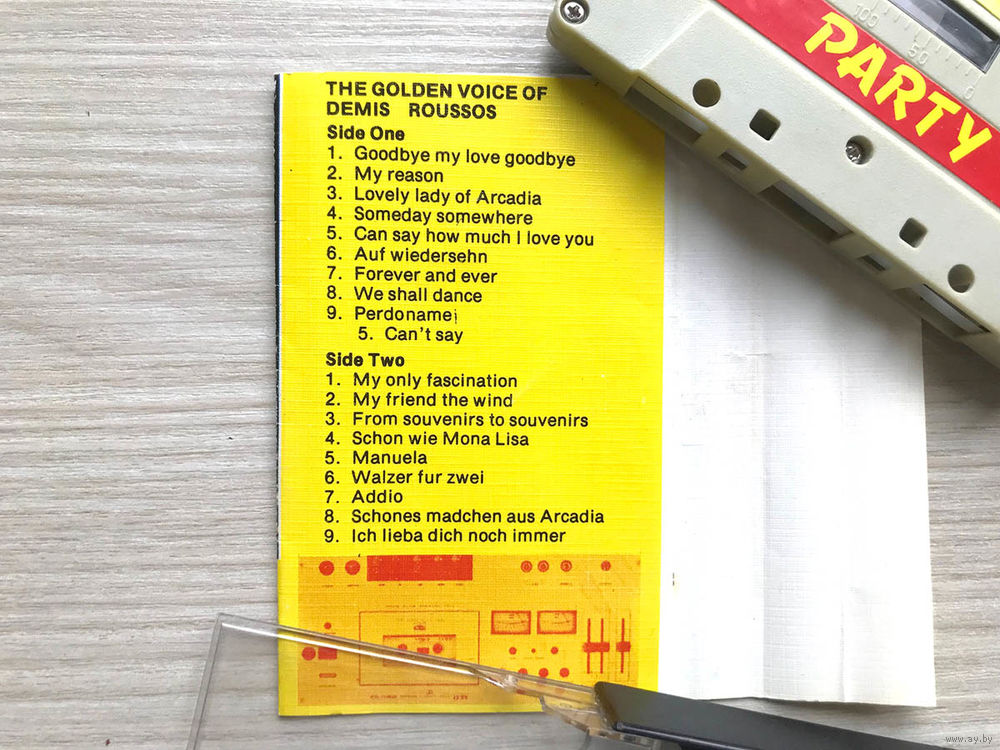 THE GOLDEN VOICE OF
DEMIS ROUSSOS
Side One
1. Goodbye my love goodbye
2. My reason
3. Lovely lady of Arcadia
4. Someday somewhere
5. Can say how much I love you
6. Auf wiedersehn
7. Forever and ever
8. We shall dance
9. Perdoname
5. Can't say
Side Two
1. My only fascination
2. My friend the wind
3. From souvenirs to souvenirs
4. Schon wie Mona Lisa
5. Manuela
6. Walzer fur zwei
7. Addio
8. Schones madchen aus Arcadia
9. Ich lieba dich noch immer
PARTY
100 50 0
www.ay.by